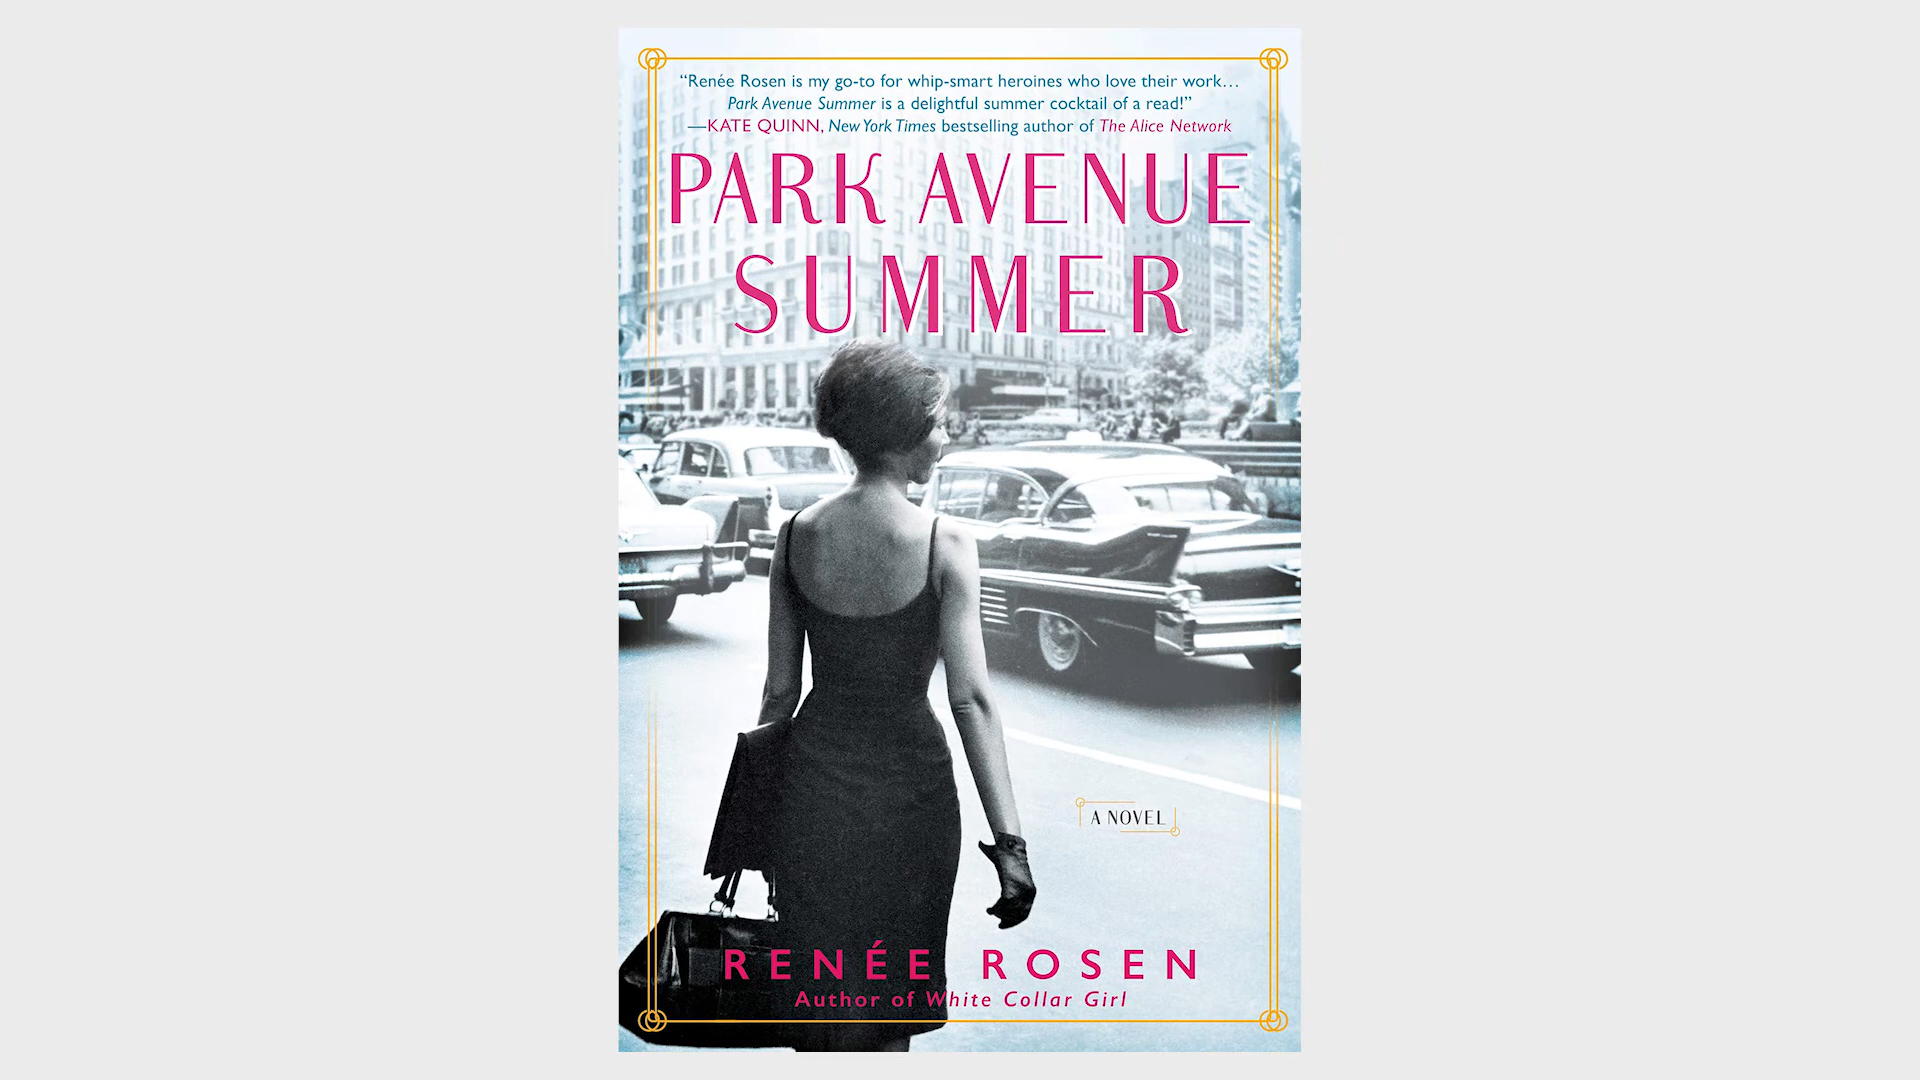 “Renée Rosen is my go-to for whip-smart heroines who love their work…
Park Avenue Summer is a delightful summer cocktail of a read!”
—KATE QUINN, New York Times bestselling author of The Alice Network
PARK AVENUE
SUMMER
A NOVEL
RENÉE ROSEN
Author of White Collar Girl